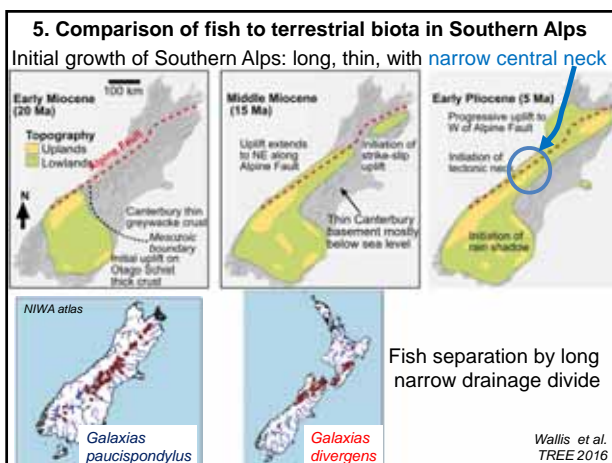 5. Comparison of fish to terrestrial biota in Southern Alps
Initial growth of Southern Alps: long, thin, with narrow central neck
Early Miocene
(20 Ma)
100 km
Topography
Uplands
Lowlands
Alpine Fault
N
Canterbury thin
greywacke crust
Mesozoic
boundary
Initial uplift on
Otago Schist
thick crust
Middle Miocene
(15 Ma)
Uplift extends
to NE along
Alpine Fault
Initiation of
strike-slip
uplift
Thin Canterbury
basement mostly
below sea level
Early Pliocene (5 Ma)
Progressive uplift to
W of Alpine Fault
Initiation of
tectonic neck
Initiation of
rain shadow
NIWA atlas
Galaxias
paucispondylus
Galaxias
divergens
Fish separation by long
narrow drainage divide
Wallis et al.
TREE 2016